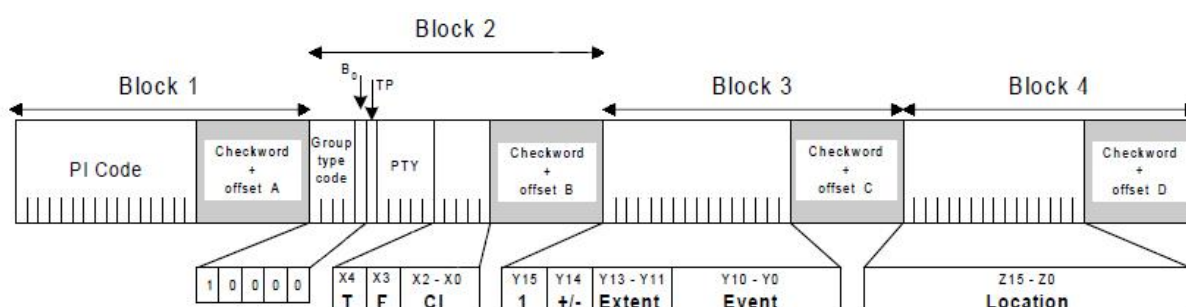 Block 2
B0
TP
Block 1
Block 3
Block 4
PI Code
Checkword
+
offset A
Group
type
code
PTY
Checkword
+
offset B
Checkword
+
offset C
Checkword
+
offset D
1 0 0 0 0
X4 X3 X2 - X0
T F CI
Y15 Y14 Y13 - Y11 Y10 - Y0
1 +/- Extent Event
Z15 - Z0
Location